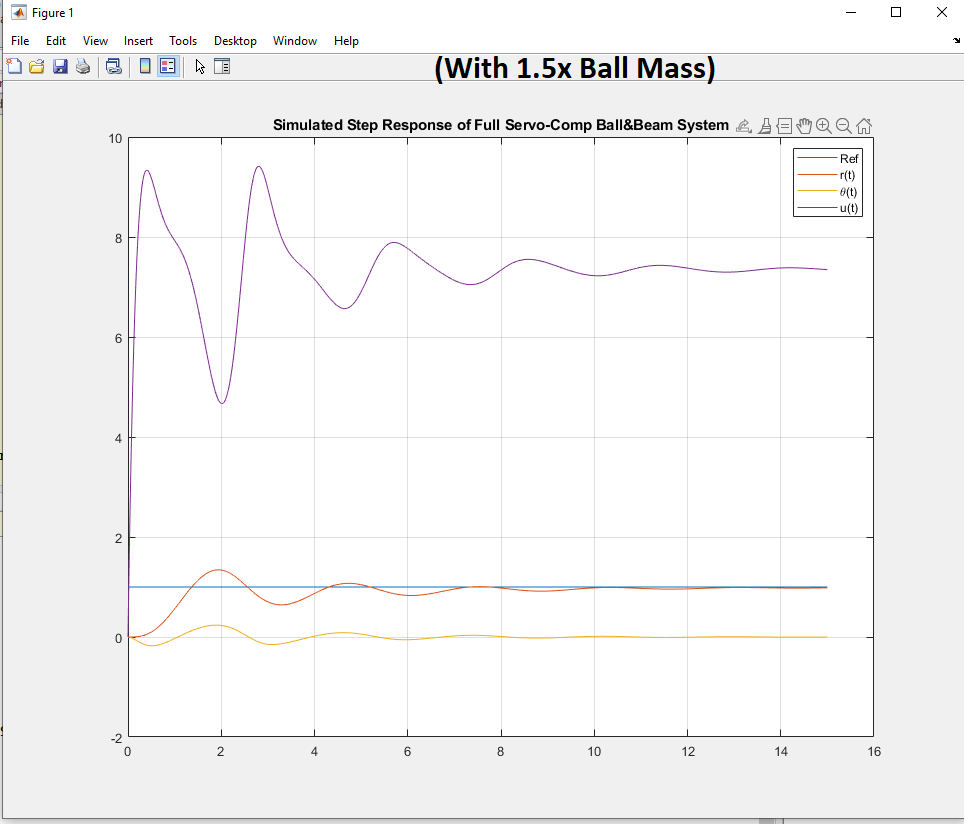 Figure 1
File Edit View Insert Tools Desktop Window Help
(With 1.5x Ball Mass)
Simulated Step Response of Full Servo-Comp Ball&Beam System
Ref
r(t)
θ(t)
u(t)
10
8
6
4
2
0
-2
0 2 4 6 8 10 12 14 16